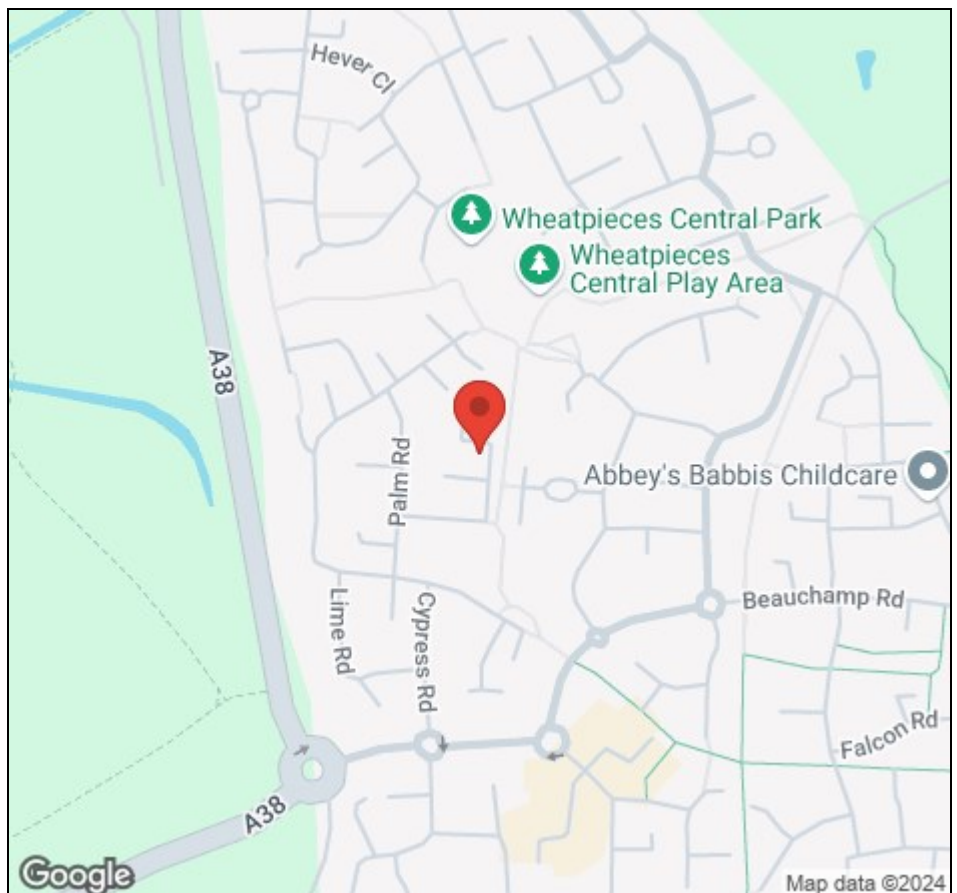 Hever Cl
Wheatpieces Central Park
Wheatpieces
Central Play Area
A38
Palm Rd
Abbey's Babbis Childcare
Lime Rd
Cypress Rd
Beauchamp Rd
Falcon Rd
A38
Google
Map data ©2024